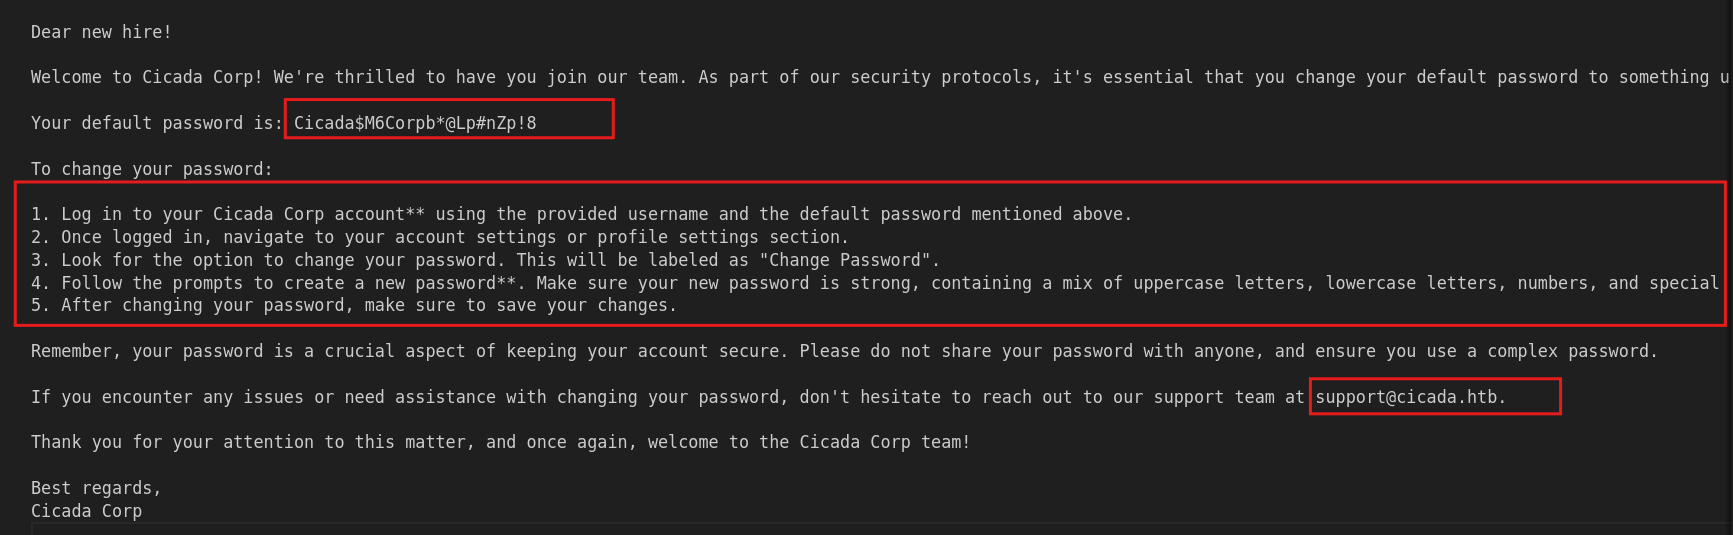 Dear new hire!
Welcome to Cicada Corp! We're thrilled to have you join our team. As part of our security protocols, it's essential that you change your default password to something u
Your default password is: Cicada$M6Corpb*@Lp#nZp!8
To change your password:
1. Log in to your Cicada Corp account** using the provided username and the default password mentioned above.
2. Once logged in, navigate to your account settings or profile settings section.
3. Look for the option to change your password. This will be labeled as "Change Password".
4. Follow the prompts to create a new password**. Make sure your new password is strong, containing a mix of uppercase letters, lowercase letters, numbers, and special
5. After changing your password, make sure to save your changes.
Remember, your password is a crucial aspect of keeping your account secure. Please do not share your password with anyone, and ensure you use a complex password.
If you encounter any issues or need assistance with changing your password, don't hesitate to reach out to our support team at support@cicada.htb.
Thank you for your attention to this matter, and once again, welcome to the Cicada Corp team!
Best regards,
Cicada Corp